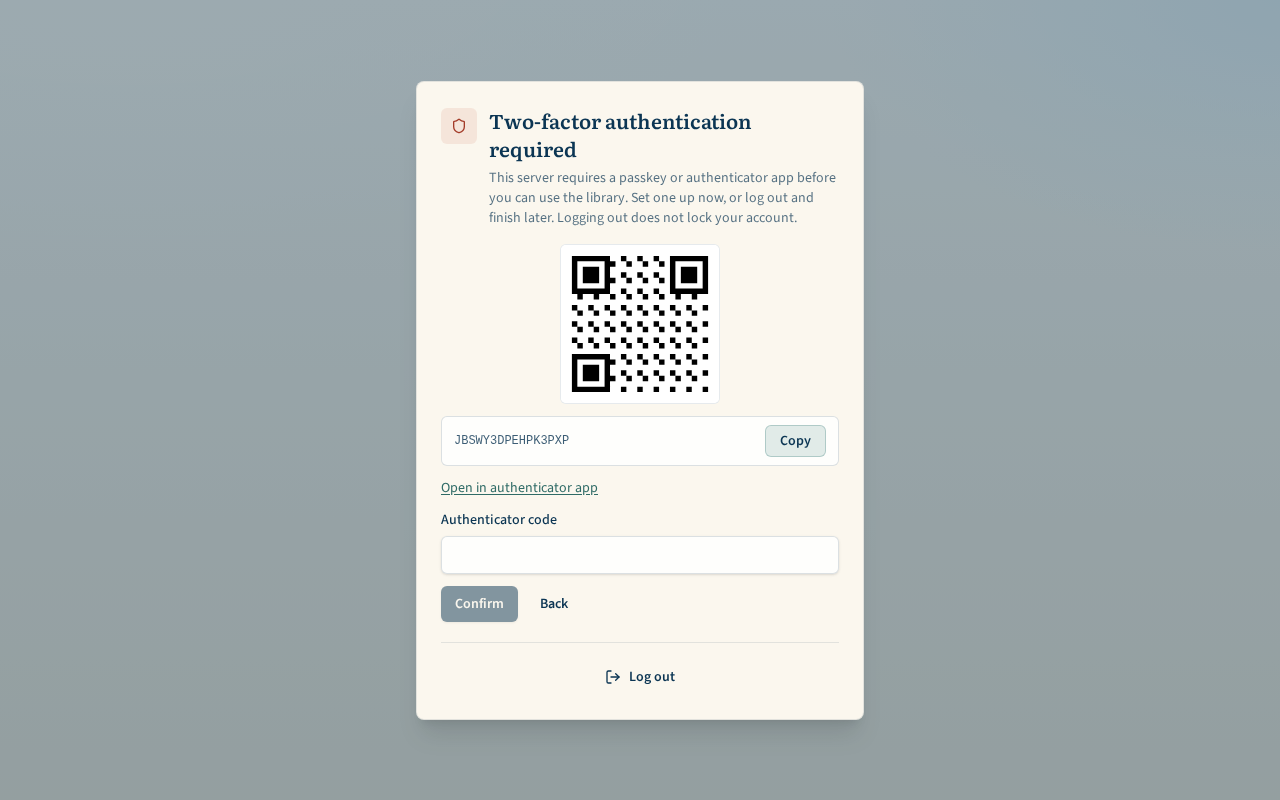 Two-factor authentication
required
This server requires a passkey or authenticator app before
you can use the library. Set one up now, or log out and
finish later. Logging out does not lock your account.
JBSWY3DPEHPK3PXP
Copy
Open in authenticator app
Authenticator code
Confirm
Back
Log out